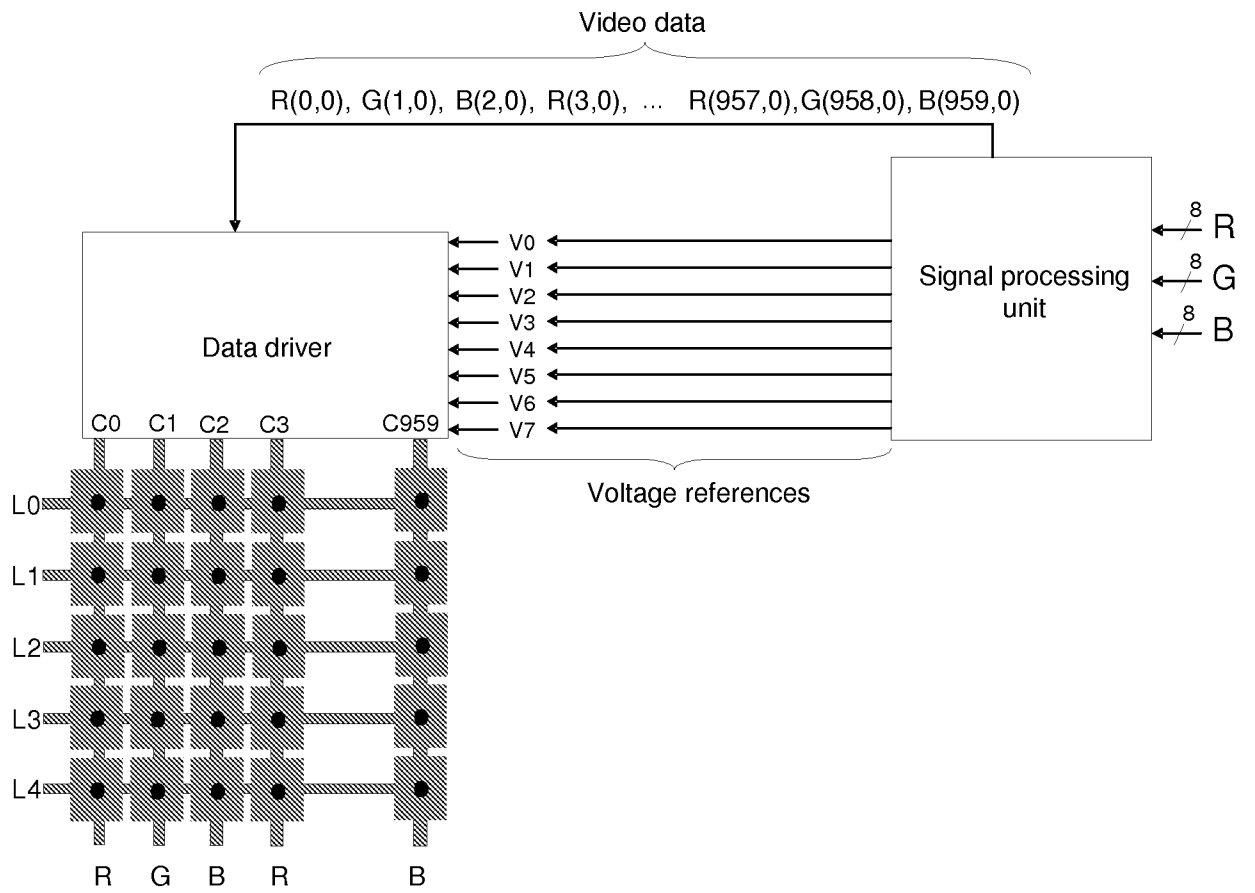 Video data
R(0,0), G(1,0), B(2,0), R(3,0), ... R(957,0),G(958,0), B(959,0)
8 R
8 G
8 B
Signal processing
unit
V0
V1
V2
V3
V4
V5
V6
V7
Data driver
C0 C1 C2 C3 C959
Voltage references
L0
L1
L2
L3
L4
R G B R B